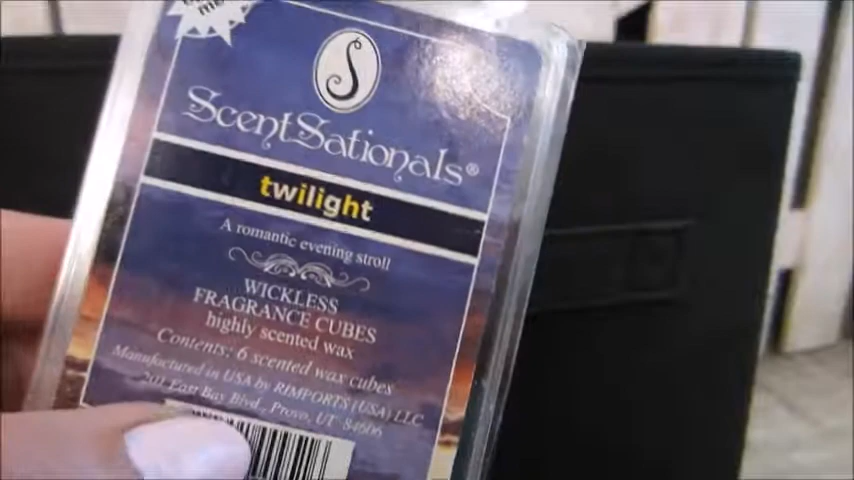 S
ScentSationals®
twilight
A romantic evening stroll
WICKLESS
FRAGRANCE CUBES
highly scented wax
CONTENTS: 6 scented wax cubes
Manufactured in USA by RIMPORTS (USA) LLC
201 East Bay Blvd., Provo, UT 84606